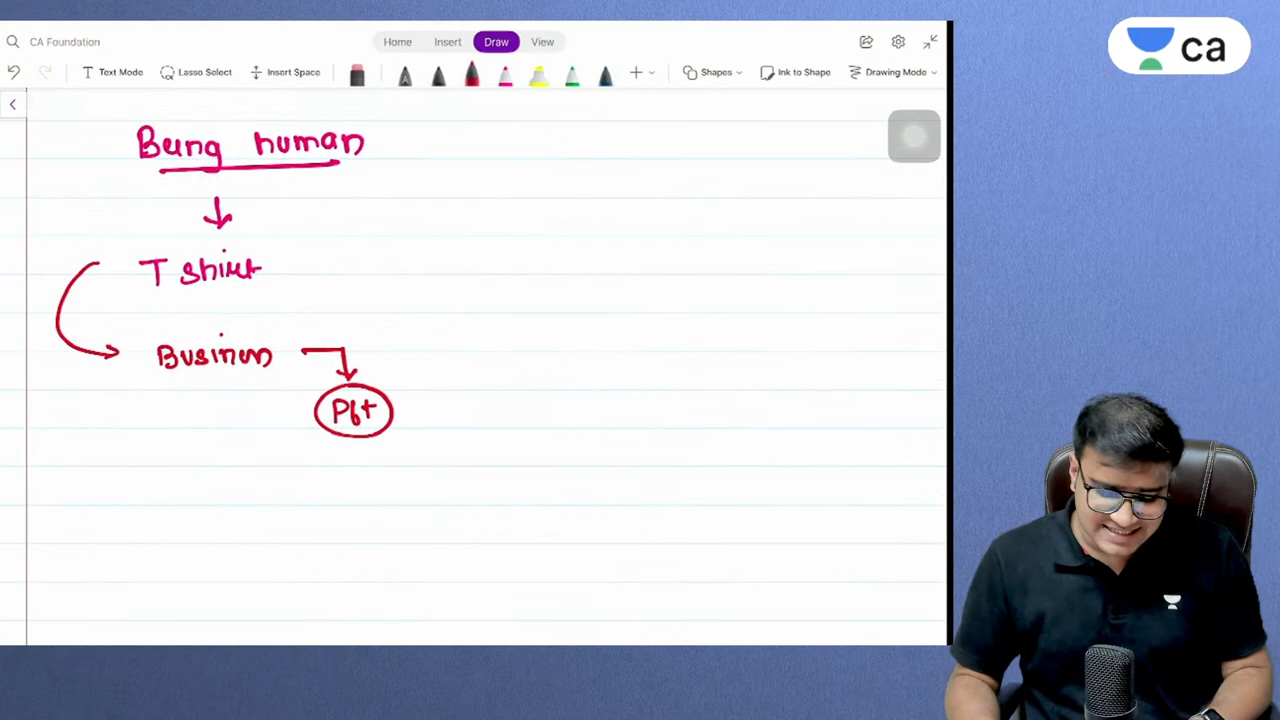 CA Foundation
Home Insert Draw View
Text Mode Lasso Select Insert Space Shapes Ink to Shape Drawing Mode
ca
Being human
T shirt
Business
Pft